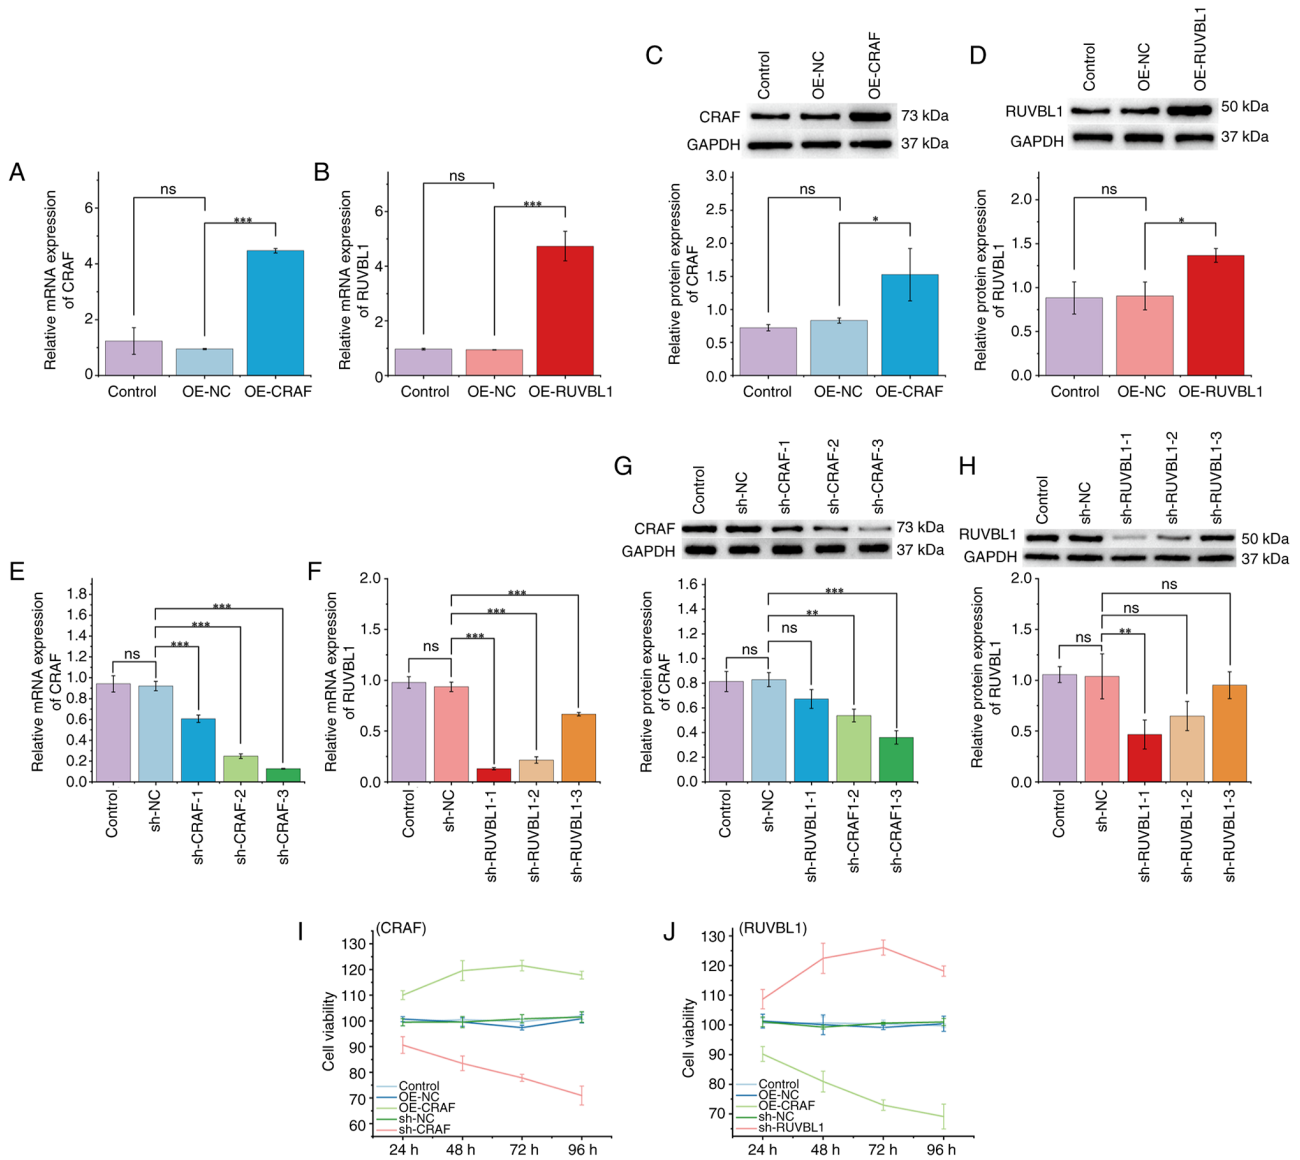 C
Control
OE-NC
OE-CRAF
CRAF
73 kDa
GAPDH
37 kDa
D
Control
OE-NC
OE-RUVBL1
RUVBL1
50 kDa
GAPDH
37 kDa
A
Relative mRNA expression
of CRAF
6
4
2
0
ns
***
Control
OE-NC
OE-CRAF
B
Relative mRNA expression
of RUVBL1
6
4
2
0
ns
***
Control
OE-NC
OE-RUVBL1
Relative protein expression
of CRAF
3.0
2.5
2.0
1.5
1.0
0.5
0.0
ns
*
Control
OE-NC
OE-CRAF
Relative protein expression
of RUVBL1
2.0
1.5
1.0
0.5
0.0
ns
*
Control
OE-NC
OE-RUVBL1
G
Control
sh-NC
sh-CRAF-1
sh-CRAF-2
sh-CRAF-3
CRAF
73 kDa
GAPDH
37 kDa
H
Control
sh-NC
sh-RUVBL1-1
sh-RUVBL1-2
sh-RUVBL1-3
RUVBL1
50 kDa
GAPDH
37 kDa
E
Relative mRNA expression
of CRAF
1.8
1.6
1.4
1.2
1.0
0.8
0.6
0.4
0.2
0.0
ns
***
***
***
Control
sh-NC
sh-CRAF-1
sh-CRAF-2
sh-CRAF-3
F
Relative mRNA expression
of RUVBL1
2.0
1.5
1.0
0.5
0.0
ns
***
***
***
Control
sh-NC
sh-RUVBL1-1
sh-RUVBL1-2
sh-RUVBL1-3
Relative protein expression
of CRAF
1.6
1.4
1.2
1.0
0.8
0.6
0.4
0.2
0.0
ns
ns
**
***
Control
sh-NC
sh-RUVBL1-1
sh-CRAF1-2
sh-CRAF1-3
Relative protein expression
of RUVBL1
2.0
1.5
1.0
0.5
0.0
ns
**
ns
ns
Control
sh-NC
sh-RUVBL1-1
sh-RUVBL1-2
sh-RUVBL1-3
I
(CRAF)
Cell viability
130
120
110
100
90
80
70
60
Control
OE-NC
OE-CRAF
sh-NC
sh-CRAF
24 h
48 h
72 h
96 h
J
(RUVBL1)
Cell viability
130
120
110
100
90
80
70
Control
OE-NC
OE-CRAF
sh-NC
sh-RUVBL1
24 h
48 h
72 h
96 h